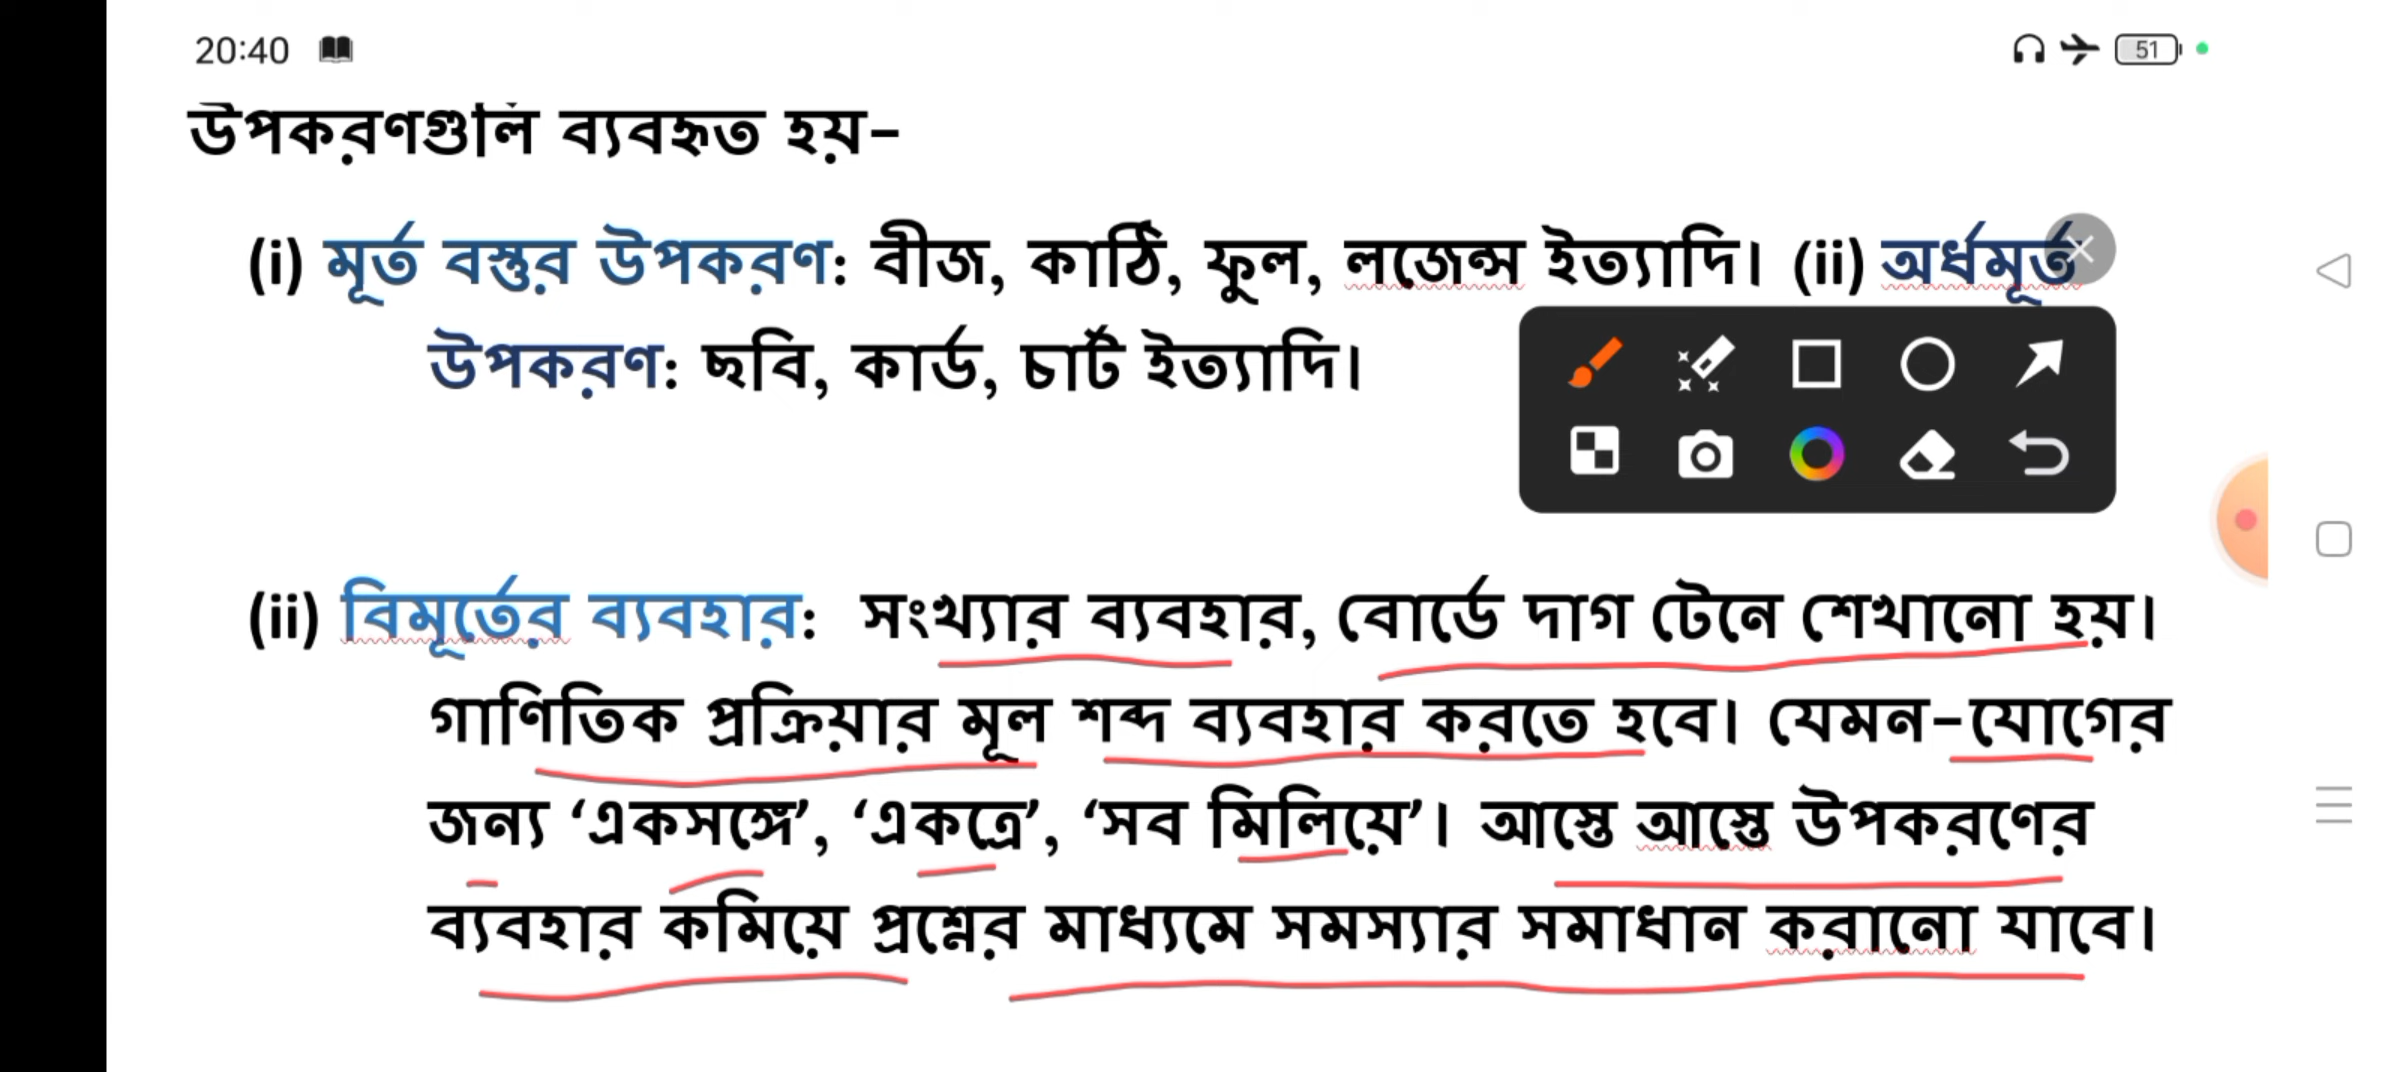 20:40
51
উপকরণগুলি ব্যবহৃত হয়-
(i) মূর্ত বস্তুর উপকরণ: বীজ, কাঠি, ফুল, লজেন্স ইত্যাদি। (ii) অর্ধমূর্ত
উপকরণ: ছবি, কার্ড, চার্ট ইত্যাদি।
(ii) বিমূর্তের ব্যবহার: সংখ্যার ব্যবহার, বোর্ডে দাগ টেনে শেখানো হয়।
গাণিতিক প্রক্রিয়ার মূল শব্দ ব্যবহার করতে হবে। যেমন-যোগের
জন্য ‘একসঙ্গে’, ‘একত্রে’, ‘সব মিলিয়ে’। আস্তে আস্তে উপকরণের
ব্যবহার কমিয়ে প্রশ্নের মাধ্যমে সমস্যার সমাধান করানো যাবে।